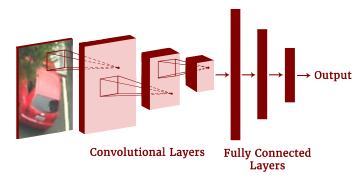 Output
Convolutional Layers
Fully Connected
Layers